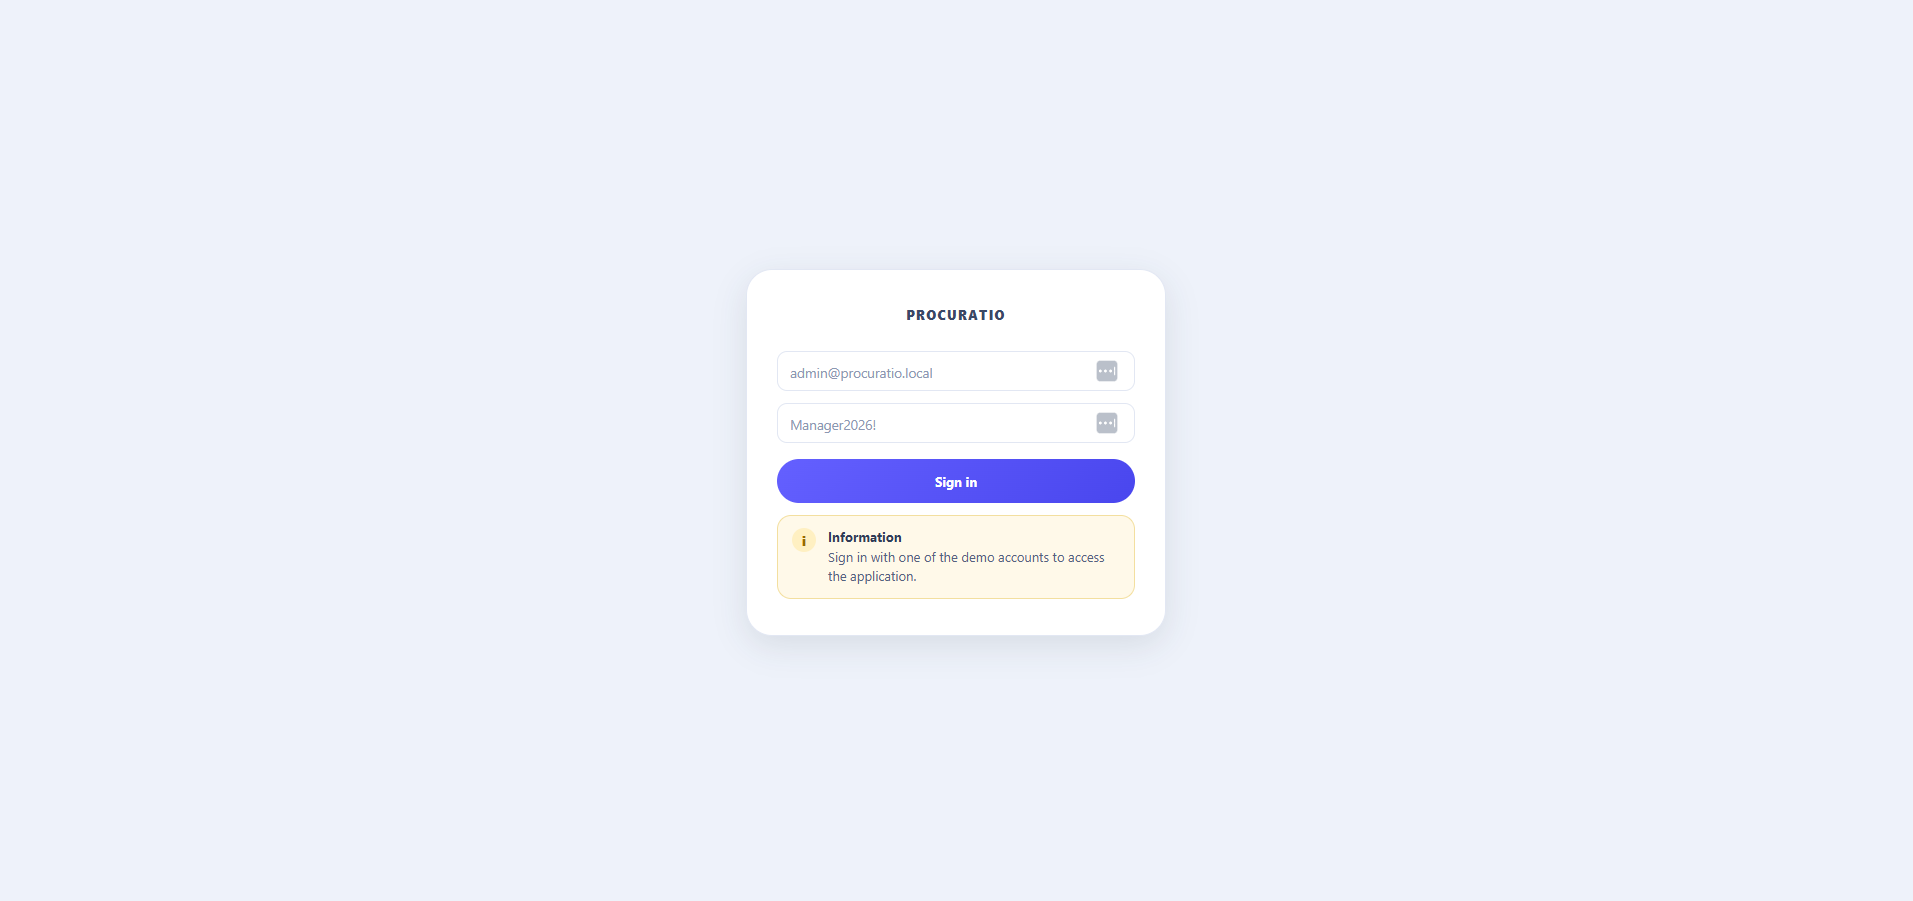 PROCURATIO
admin@procuratio.local
Manager2026!
Sign in
i
Information
Sign in with one of the demo accounts to access
the application.